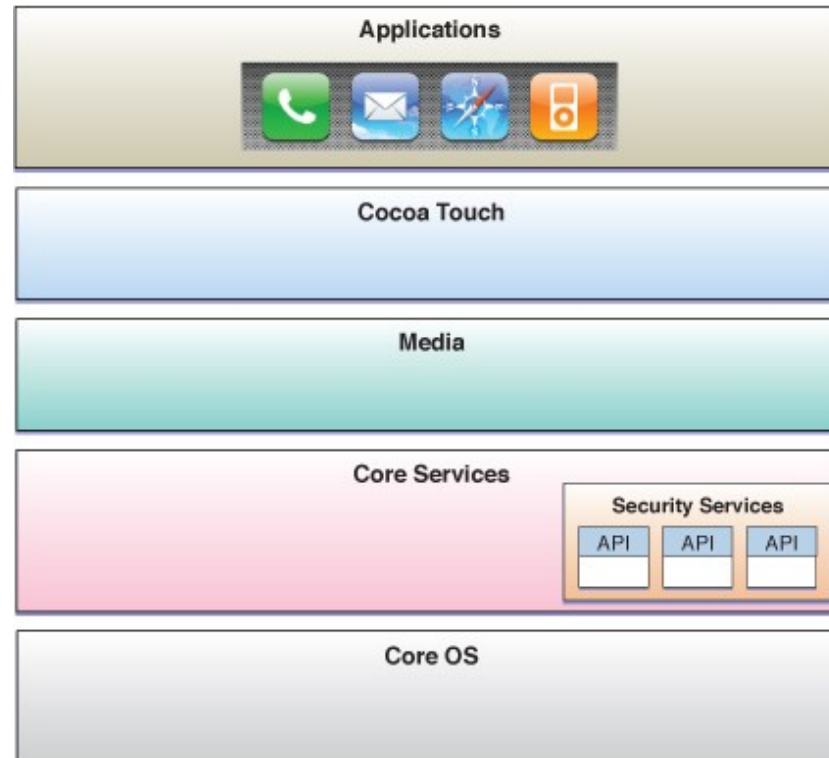 Applications
Cocoa Touch
Media
Core Services
Security Services
API API API
Core OS